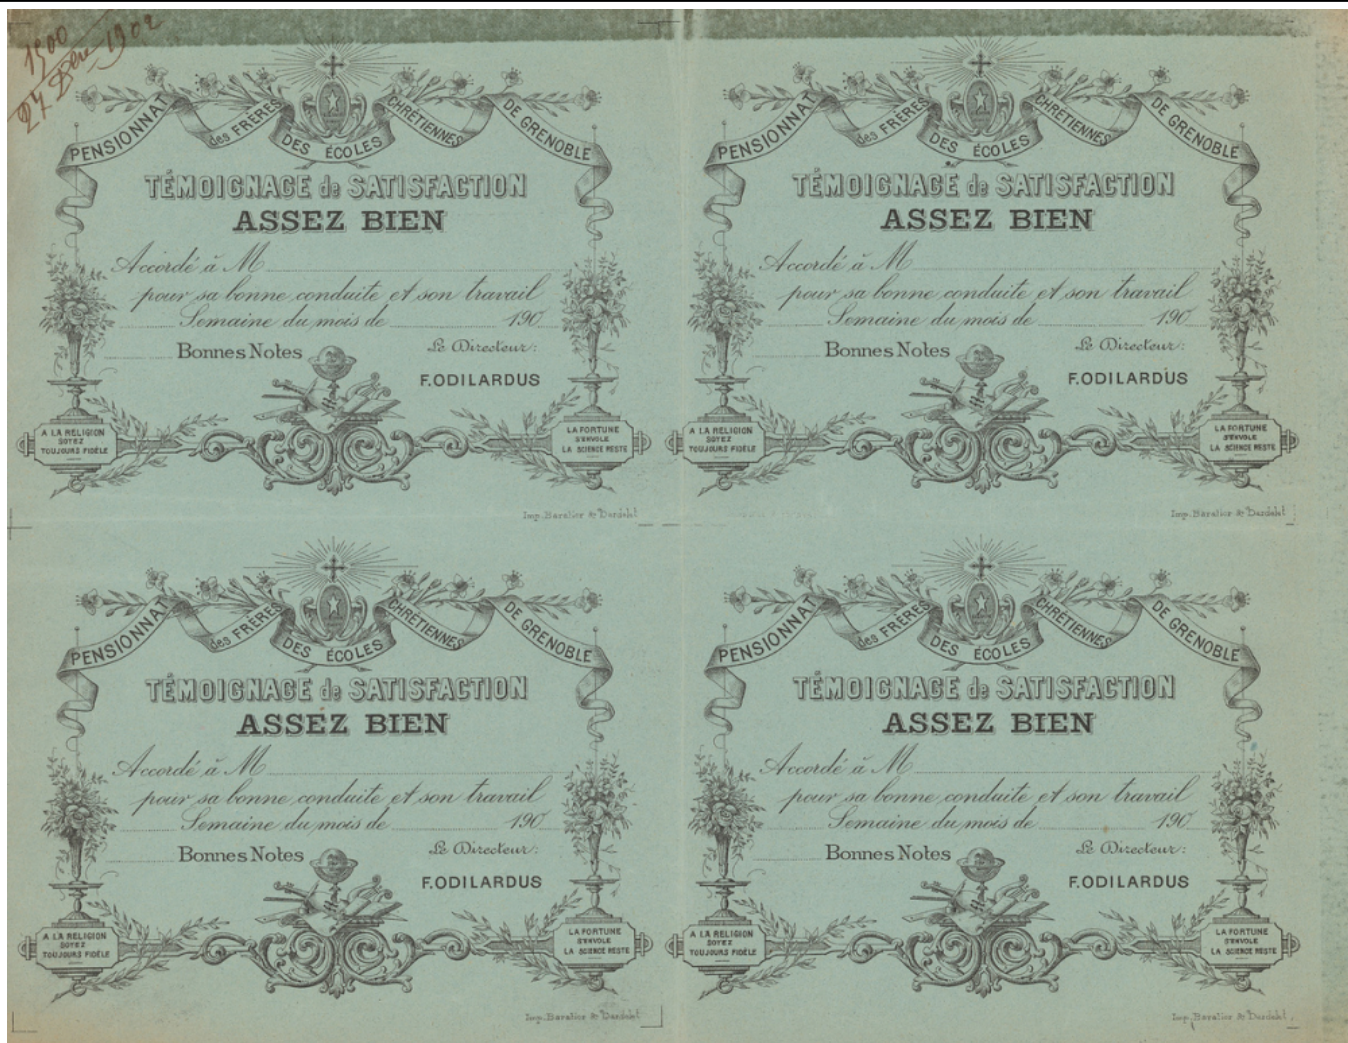 1500
27 Décre 1902
PENSIONNAT des FRÈRES DES ÉCOLES CHRÉTIENNES DE GRENOBLE
TÉMOIGNAGE de SATISFACTION
ASSEZ BIEN
Accordé à M
pour sa bonne conduite et son travail
Semaine du mois de 190
Bonnes Notes
Le Directeur:
F. ODILARDUS
A LA RELIGION
SOYEZ
TOUJOURS FIDÈLE
LA FORTUNE
S'ENVOLE
LA SCIENCE RESTE
Imp. Baratier & Dardelet
PENSIONNAT des FRÈRES DES ÉCOLES CHRÉTIENNES DE GRENOBLE
TÉMOIGNAGE de SATISFACTION
ASSEZ BIEN
Accordé à M
pour sa bonne conduite et son travail
Semaine du mois de 190
Bonnes Notes
Le Directeur:
F. ODILARDUS
A LA RELIGION
SOYEZ
TOUJOURS FIDÈLE
LA FORTUNE
S'ENVOLE
LA SCIENCE RESTE
Imp. Baratier & Dardelet
PENSIONNAT des FRÈRES DES ÉCOLES CHRÉTIENNES DE GRENOBLE
TÉMOIGNAGE de SATISFACTION
ASSEZ BIEN
Accordé à M
pour sa bonne conduite et son travail
Semaine du mois de 190
Bonnes Notes
Le Directeur:
F. ODILARDUS
A LA RELIGION
SOYEZ
TOUJOURS FIDÈLE
LA FORTUNE
S'ENVOLE
LA SCIENCE RESTE
Imp. Baratier & Dardelet
PENSIONNAT des FRÈRES DES ÉCOLES CHRÉTIENNES DE GRENOBLE
TÉMOIGNAGE de SATISFACTION
ASSEZ BIEN
Accordé à M
pour sa bonne conduite et son travail
Semaine du mois de 190
Bonnes Notes
Le Directeur:
F. ODILARDUS
A LA RELIGION
SOYEZ
TOUJOURS FIDÈLE
LA FORTUNE
S'ENVOLE
LA SCIENCE RESTE
Imp. Baratier & Dardelet